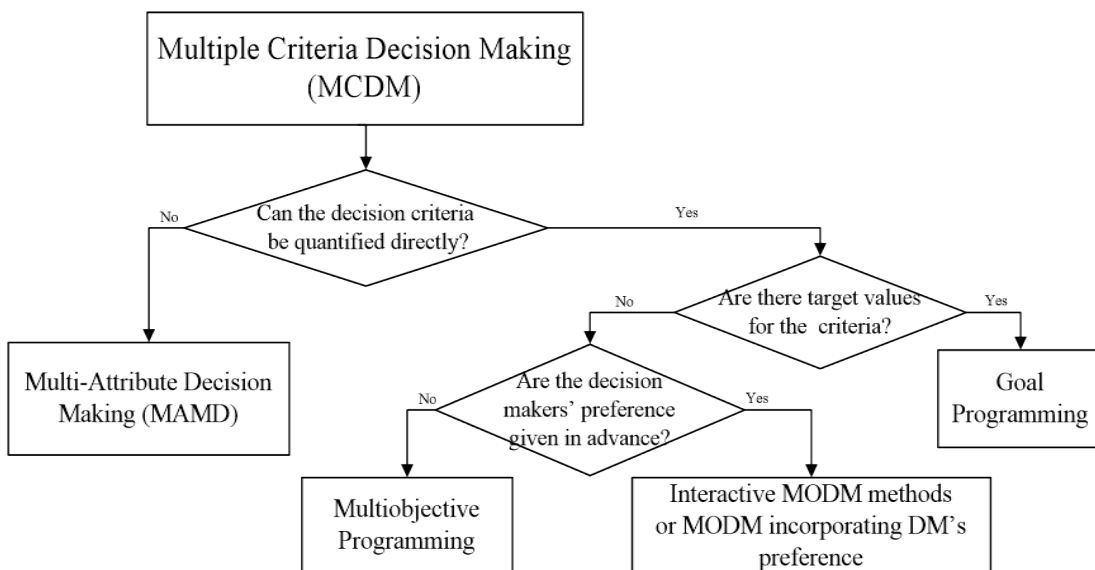 Multiple Criteria Decision Making
(MCDM)
Can the decision criteria
be quantified directly?
No
Yes
Are there target values
for the criteria?
No
Yes
Multi-Attribute Decision
Making (MAMD)
Are the decision
makers’ preference
given in advance?
No
Yes
Goal
Programming
Multiobjective
Programming
Interactive MODM methods
or MODM incorporating DM’s
preference